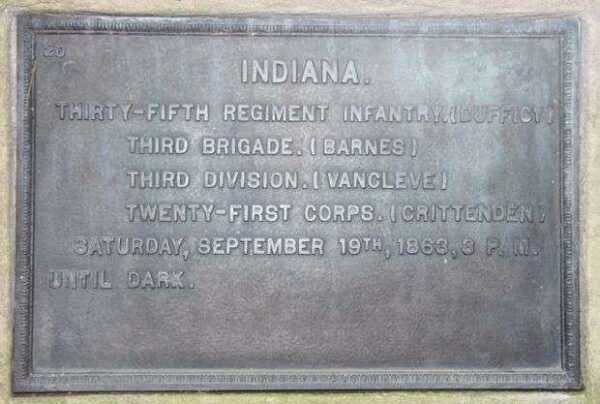 20
INDIANA.
THIRTY-FIFTH REGIMENT INFANTRY.(DUFFICY)
THIRD BRIGADE.(BARNES)
THIRD DIVISION.(VANCLEVE)
TWENTY-FIRST CORPS.(CRITTENDEN)
SATURDAY, SEPTEMBER 19TH, 1863, 3 P.M.
UNTIL DARK.